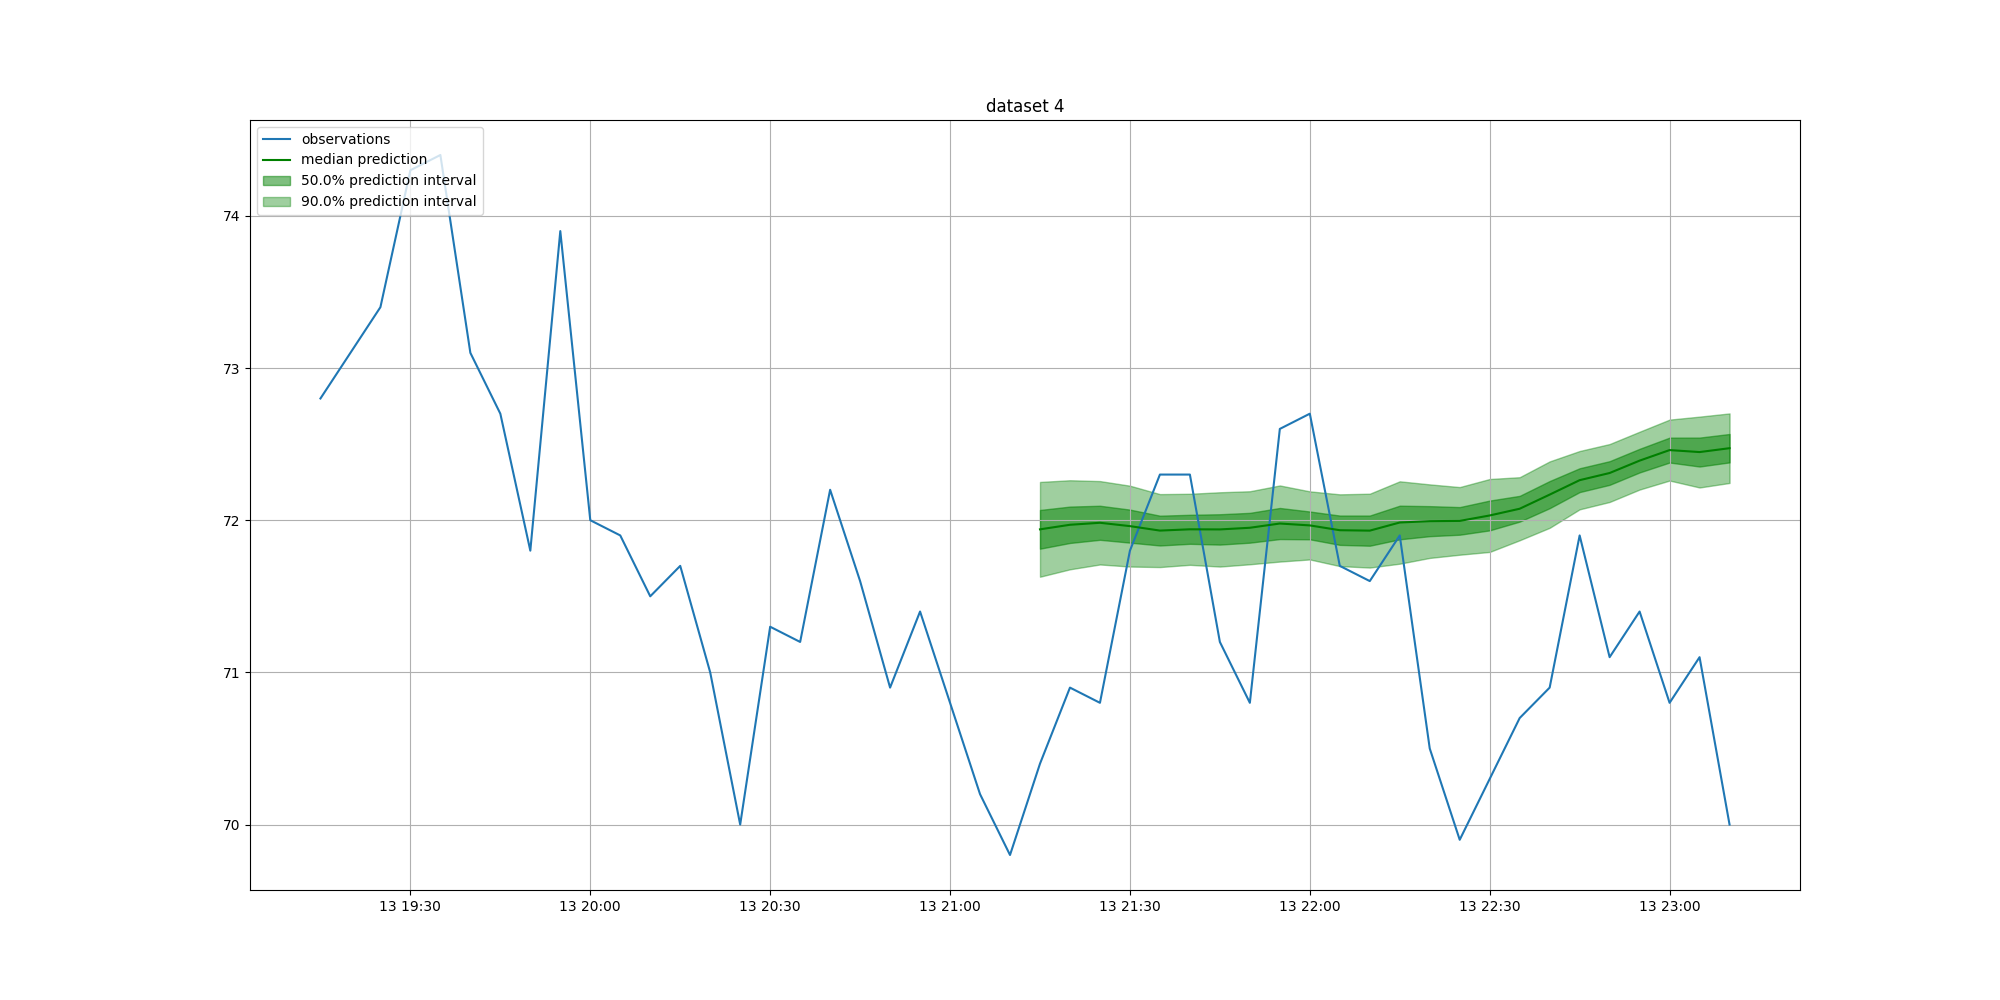 dataset 4
observations
median prediction
50.0% prediction interval
90.0% prediction interval
74
73
72
71
70
13 19:30
13 20:00
13 20:30
13 21:00
13 21:30
13 22:00
13 22:30
13 23:00